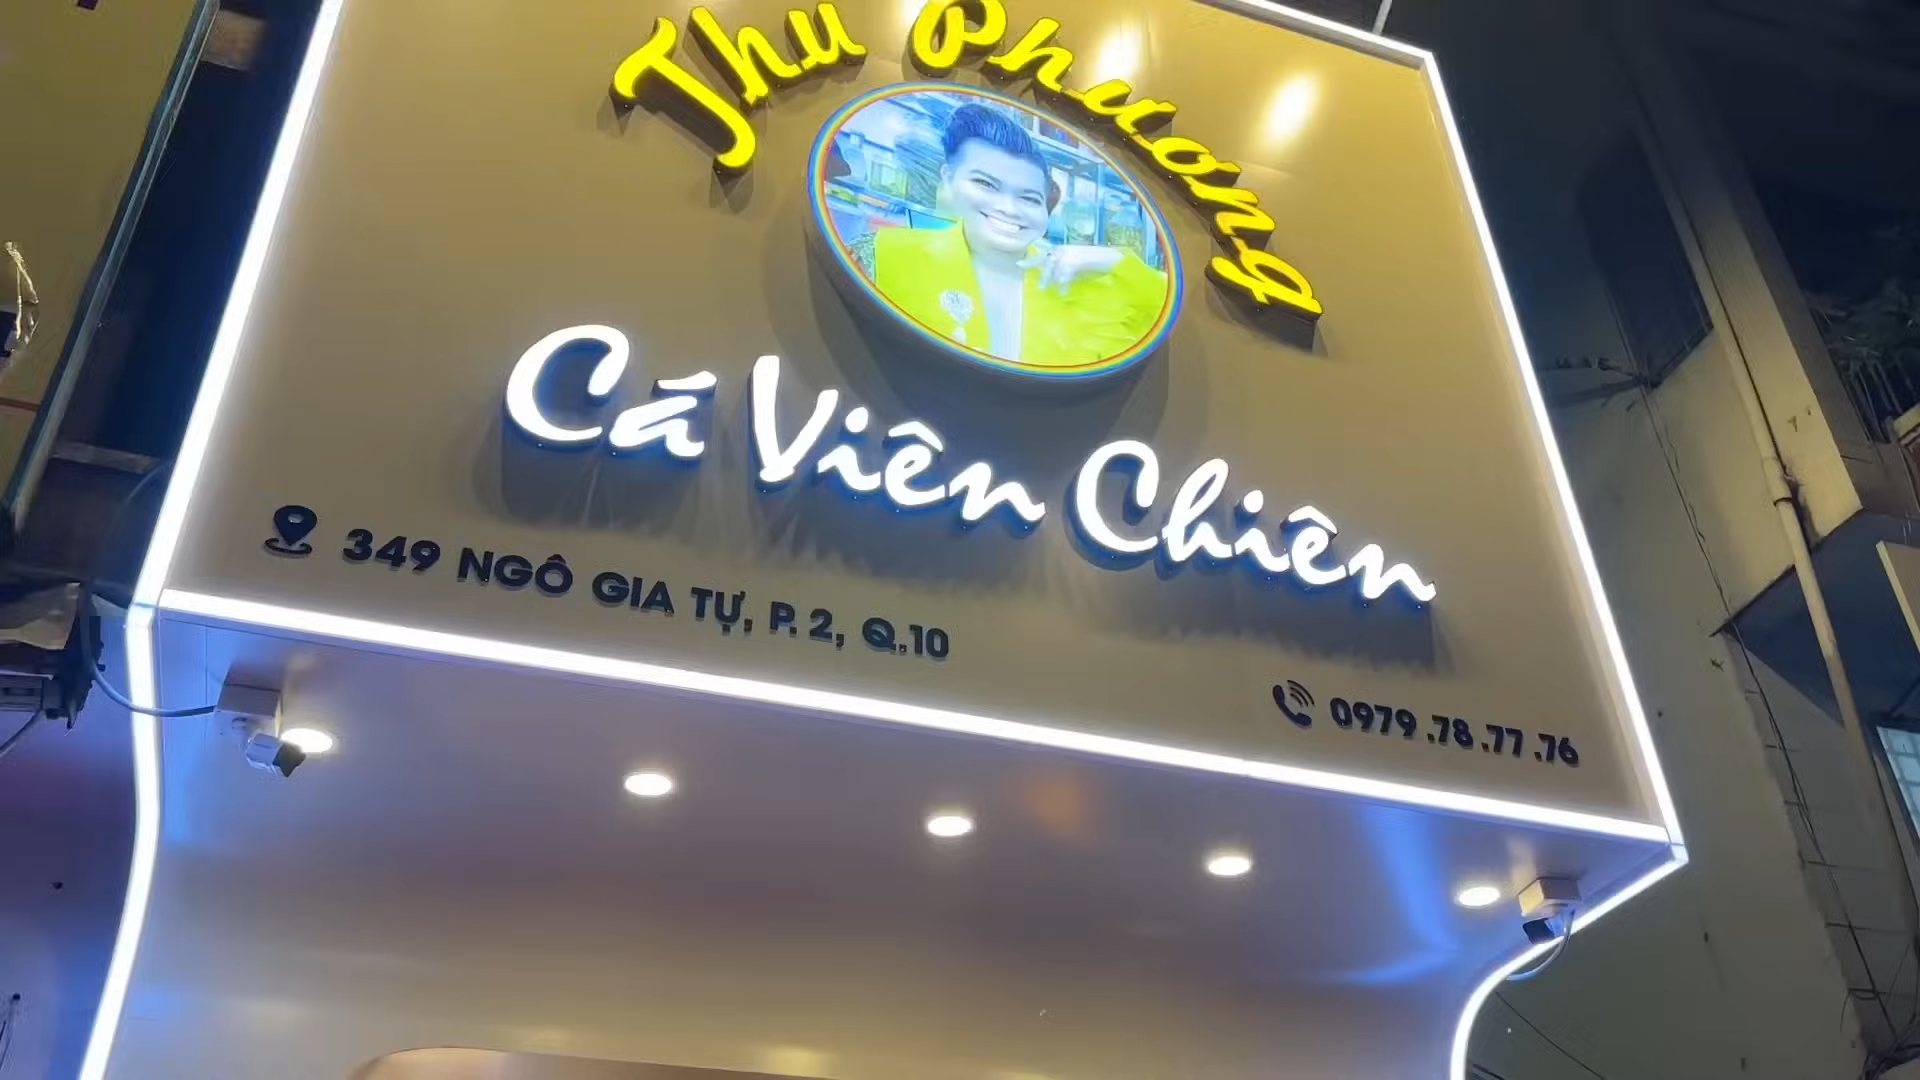 Thu Phương
Cá Viên Chiên
349 NGÔ GIA TỰ, P. 2, Q.10
0979.78.77.76